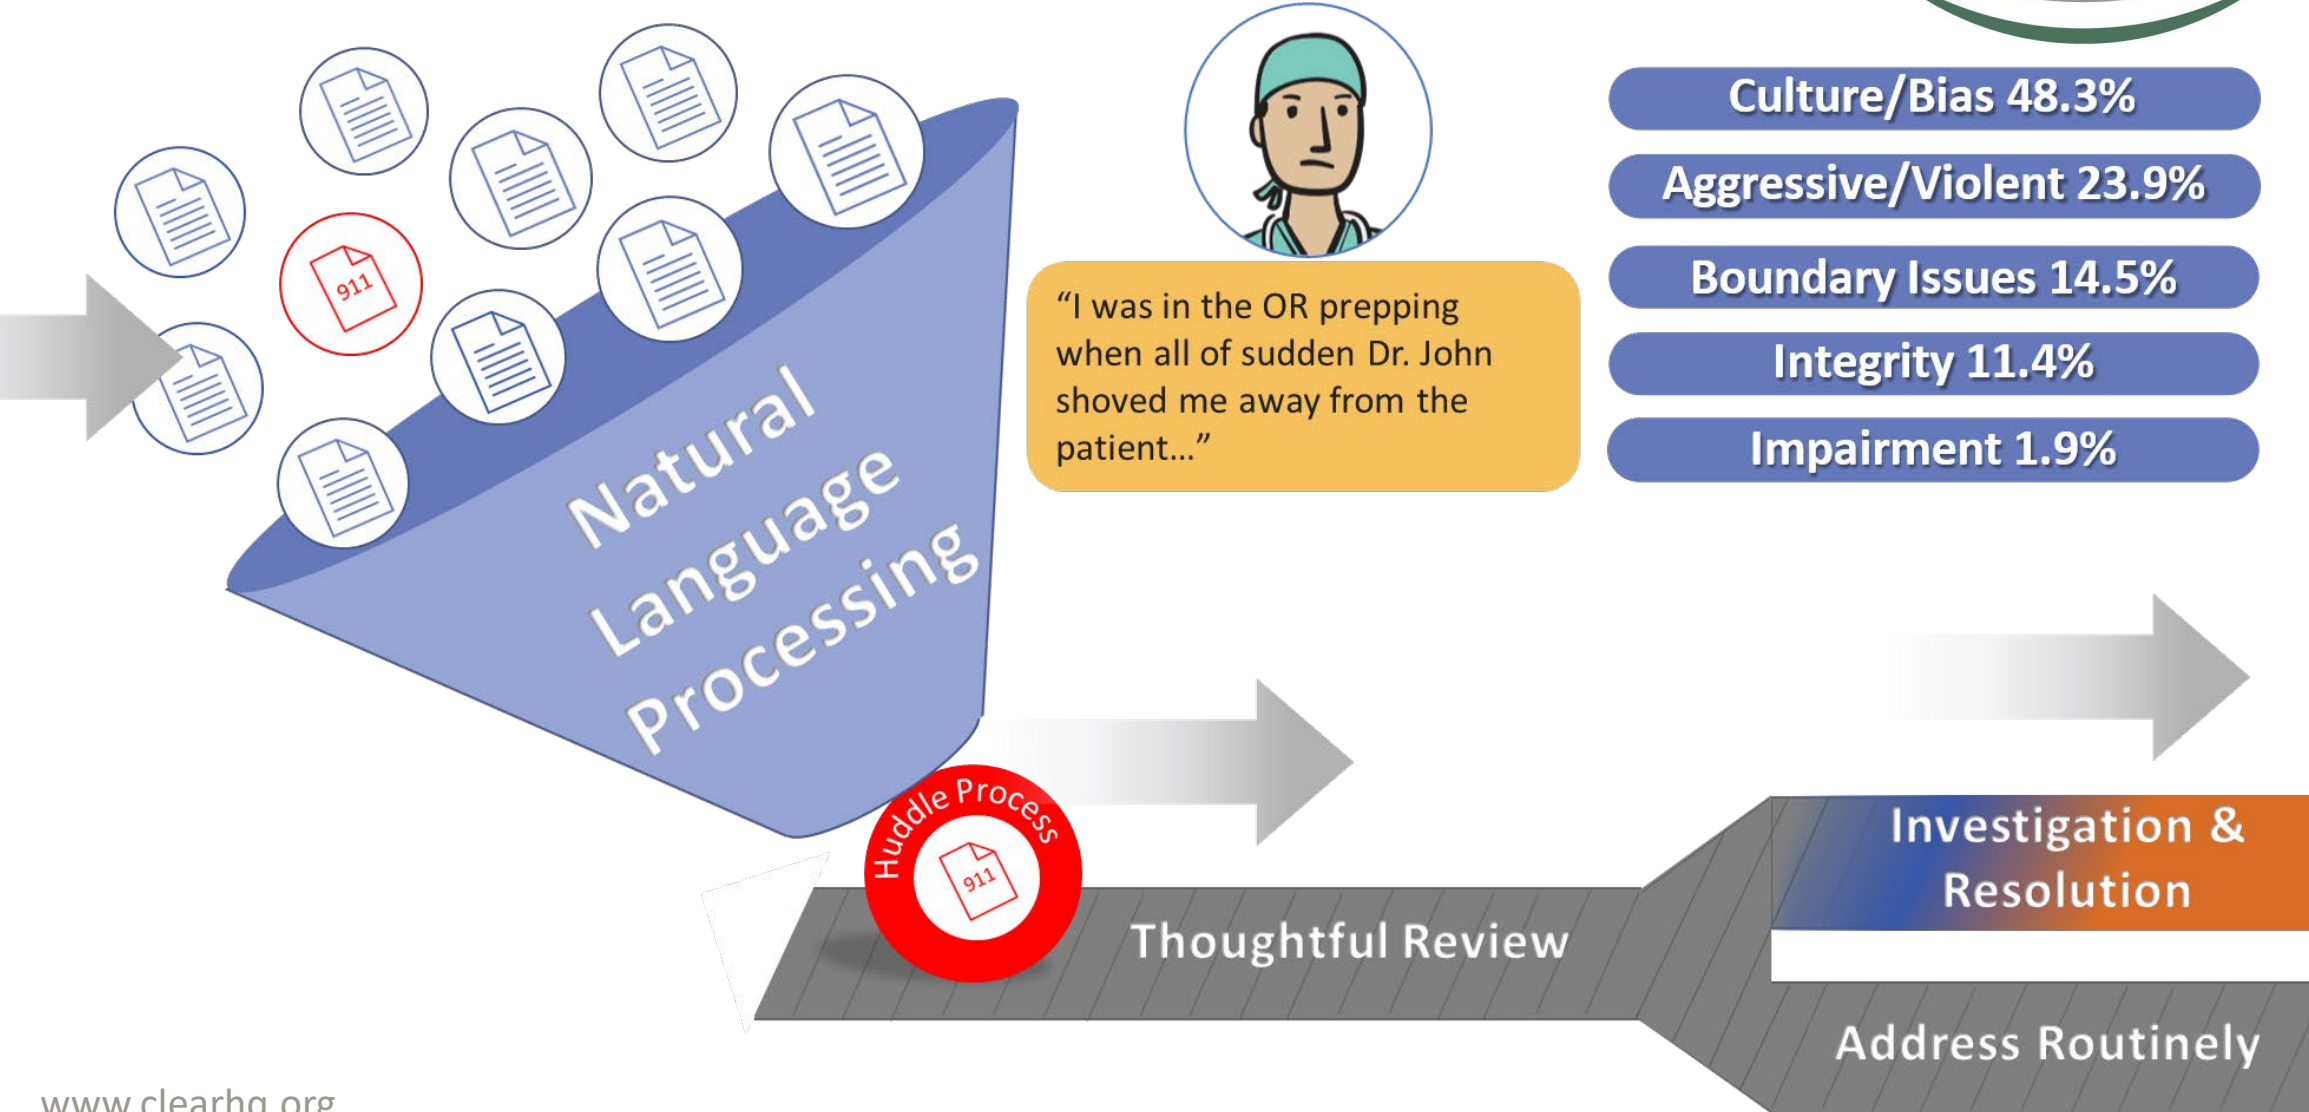 911
Natural
Language
Processing
“I was in the OR prepping
when all of sudden Dr. John
shoved me away from the
patient…”
Culture/Bias 48.3%
Aggressive/Violent 23.9%
Boundary Issues 14.5%
Integrity 11.4%
Impairment 1.9%
Huddle Process
911
Thoughtful Review
Investigation &
Resolution
Address Routinely
www.clearhq.org